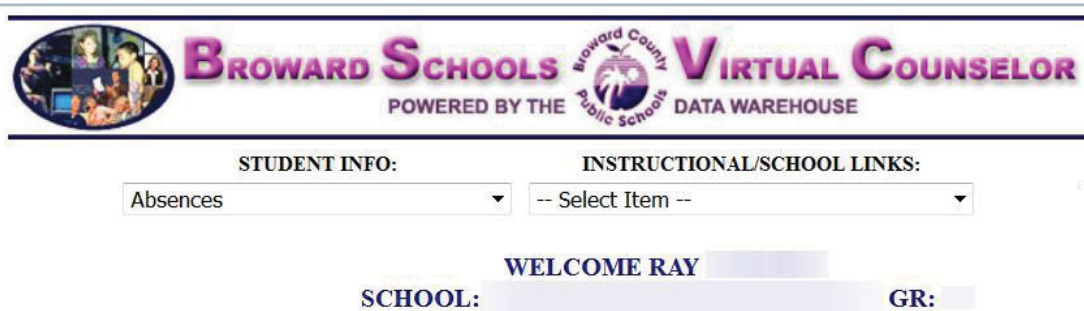 BROWARD SCHOOLS Broward County Public Schools VIRTUAL COUNSELOR
POWERED BY THE DATA WAREHOUSE
STUDENT INFO: INSTRUCTIONAL/SCHOOL LINKS:
Absences -- Select Item --
WELCOME RAY
SCHOOL: GR: